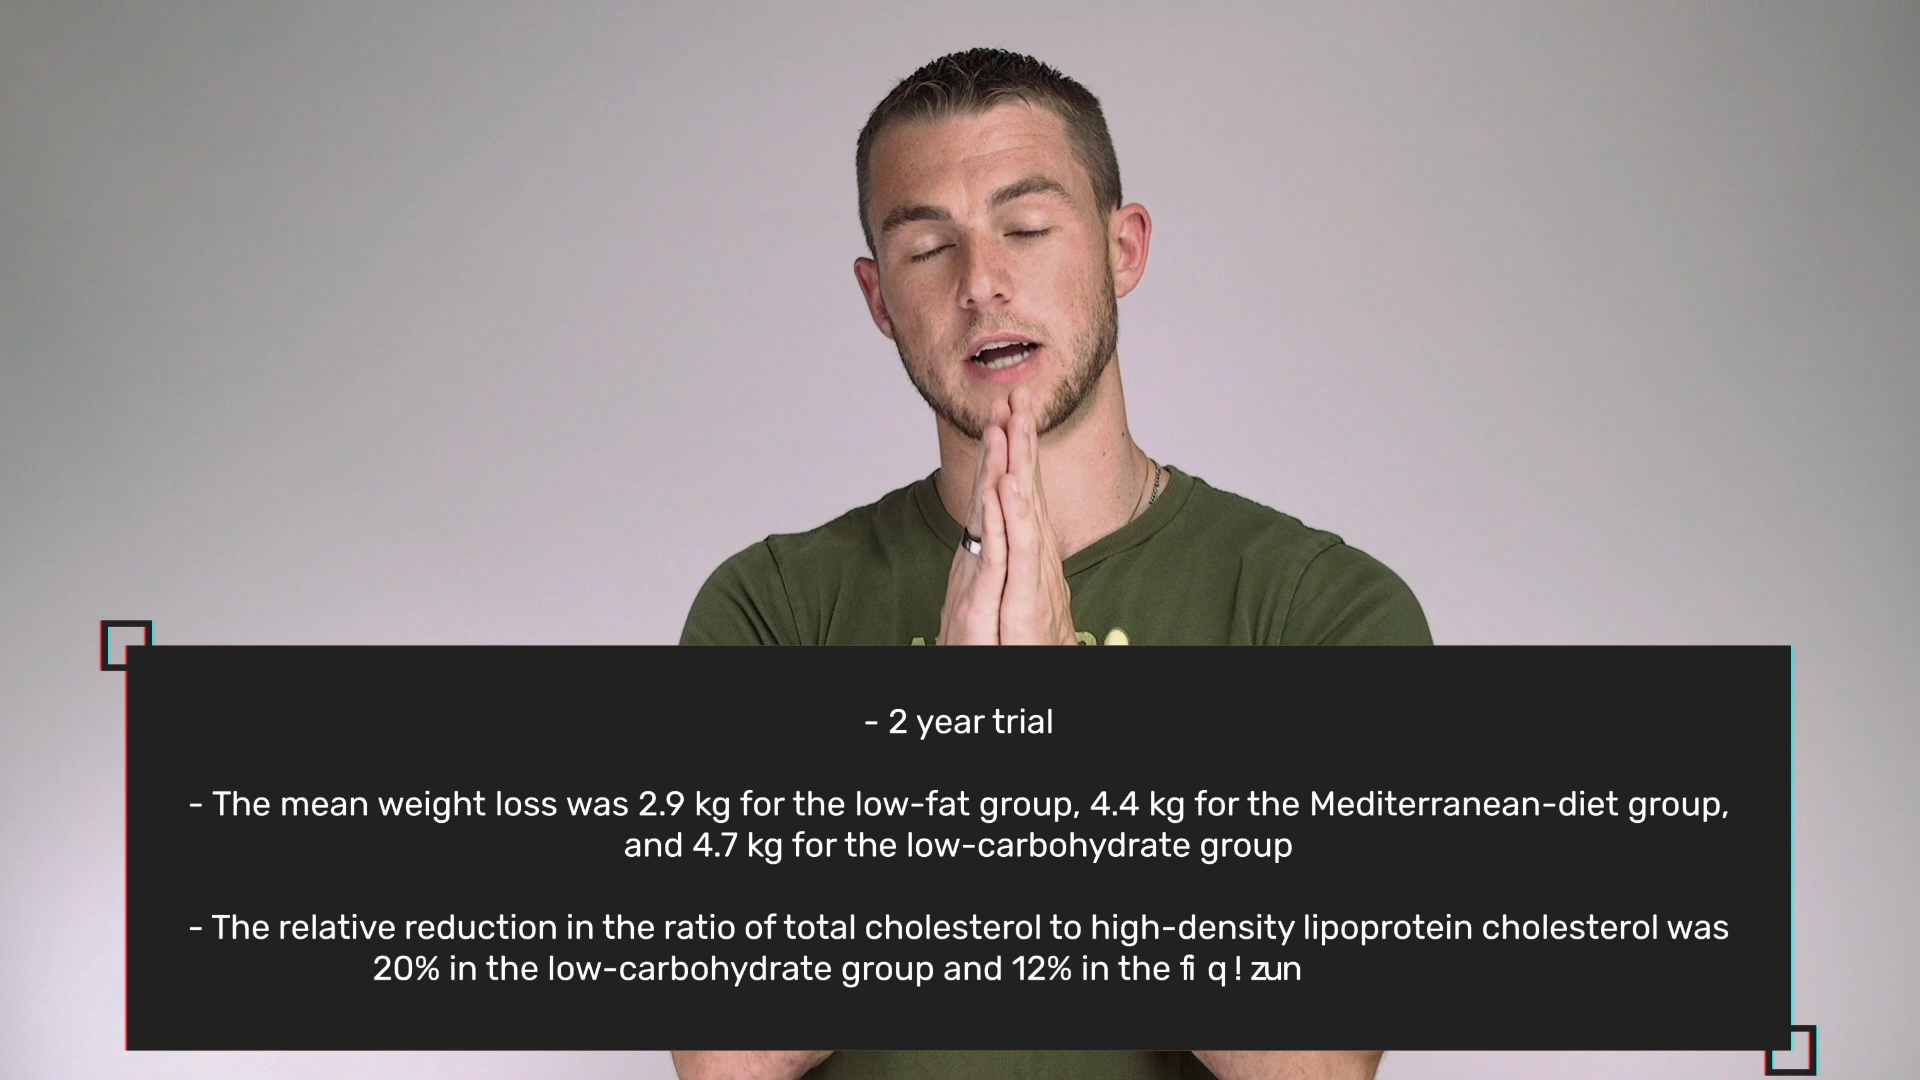 - 2 year trial
- The mean weight loss was 2.9 kg for the low-fat group, 4.4 kg for the Mediterranean-diet group,
and 4.7 kg for the low-carbohydrate group
- The relative reduction in the ratio of total cholesterol to high-density lipoprotein cholesterol was
20% in the low-carbohydrate group and 12% in the fi q ! zun